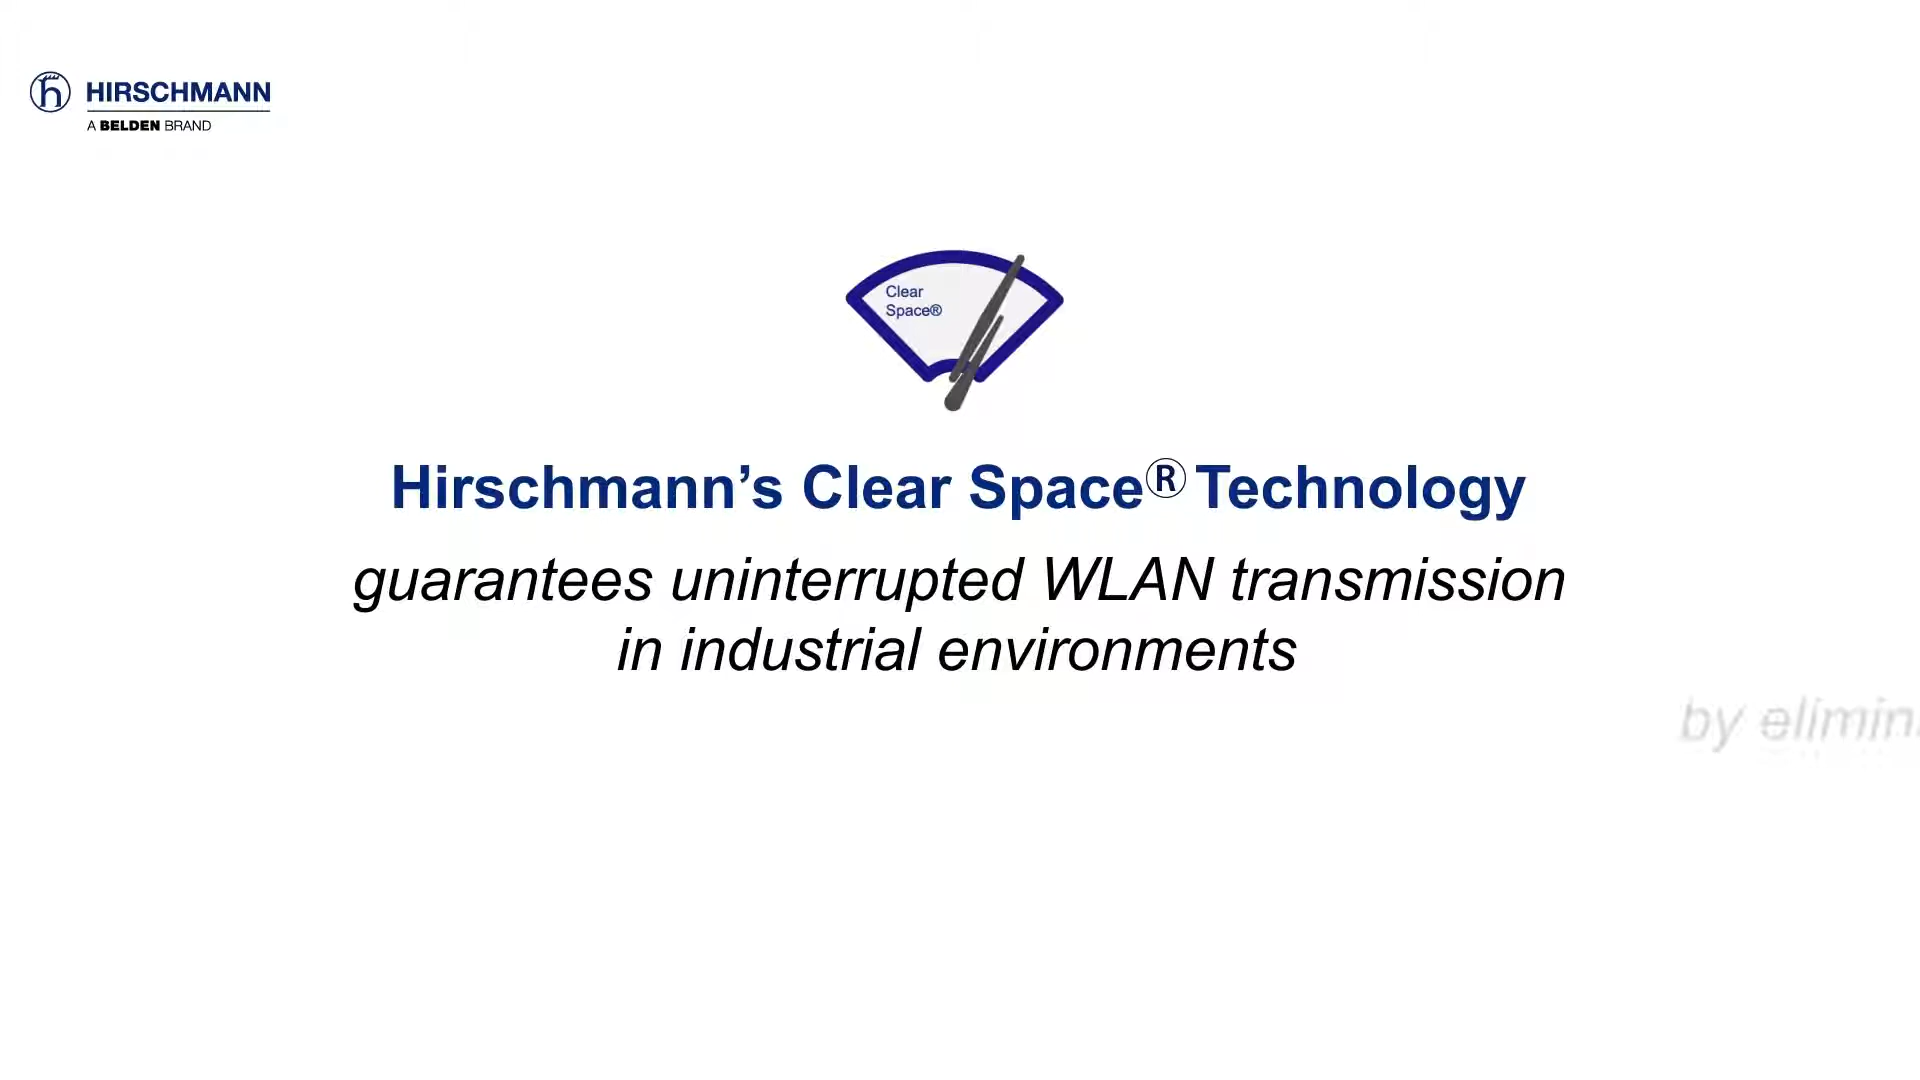 HIRSCHMANN
A BELDEN BRAND
Clear
Space®
Hirschmann’s Clear Space® Technology
guarantees uninterrupted WLAN transmission
in industrial environments
by